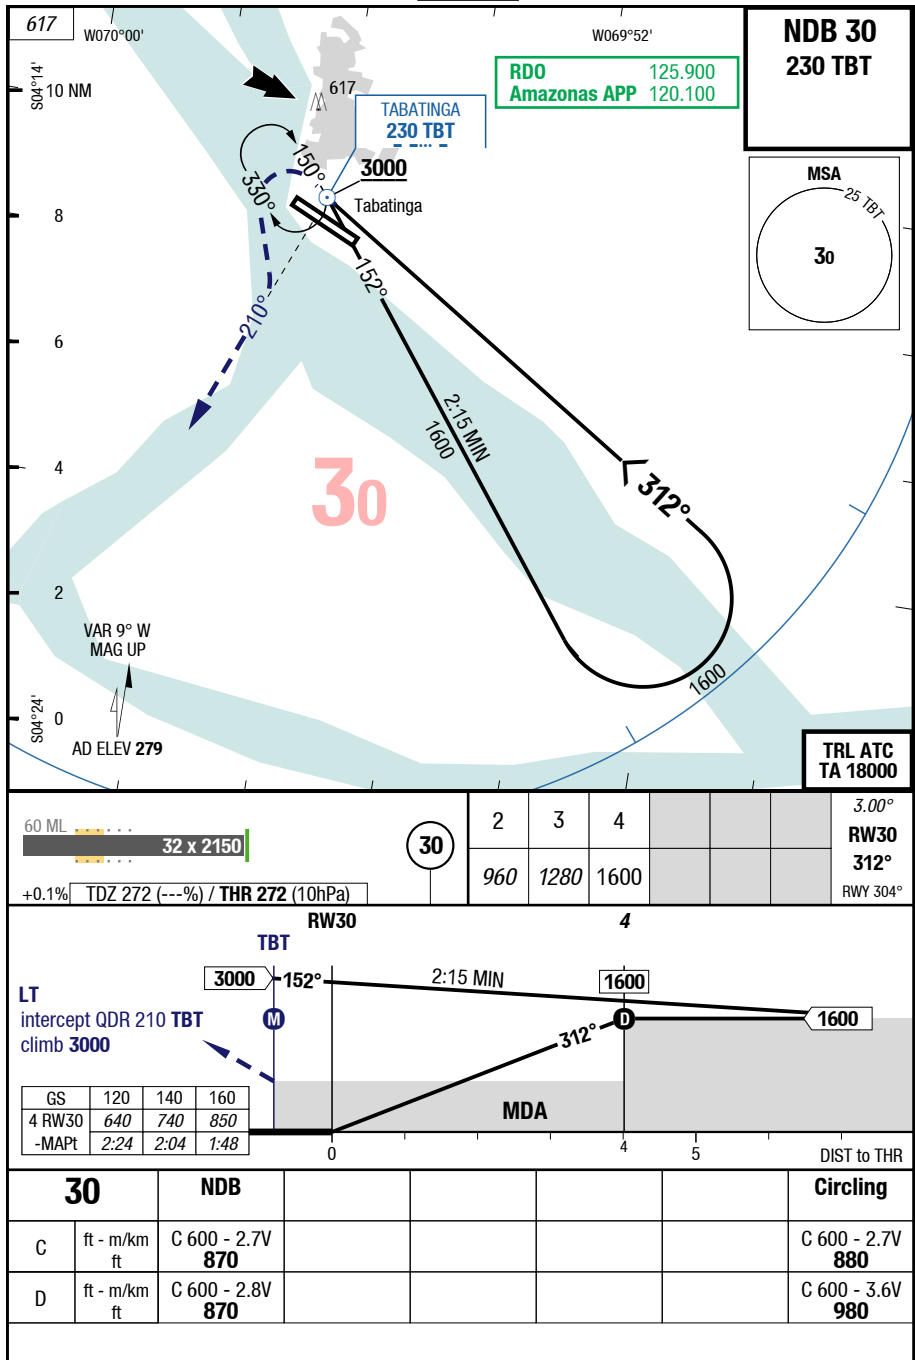 617
W070°00'
W069°52'
NDB 30
230 TBT
S04°14'
10 NM
RDO 125.900
Amazonas APP 120.100
617
TABATINGA
230 TBT
150°
3000
330°
Tabatinga
8
MSA
25 TBT
30
152°
210°
6
2:15 MIN
1600
4
30
312°
2
VAR 9° W
MAG UP
1600
S04°24'
0
AD ELEV 279
TRL ATC
TA 18000
60 ML
32 x 2150
+0.1% TDZ 272 (---%) / THR 272 (10hPa)
30
2 3 4
960 1280 1600
3.00°
RW30
312°
RWY 304°
RW30 4
TBT
3000 152° 2:15 MIN 1600
LT
intercept QDR 210 TBT
climb 3000
M
D
1600
312°
MDA
GS 120 140 160
4 RW30 640 740 850
-MAPt 2:24 2:04 1:48
0 4 5 DIST to THR
30 NDB Circling
C ft - m/km C 600 - 2.7V C 600 - 2.7V
ft 870 880
D ft - m/km C 600 - 2.8V C 600 - 3.6V
ft 870 980